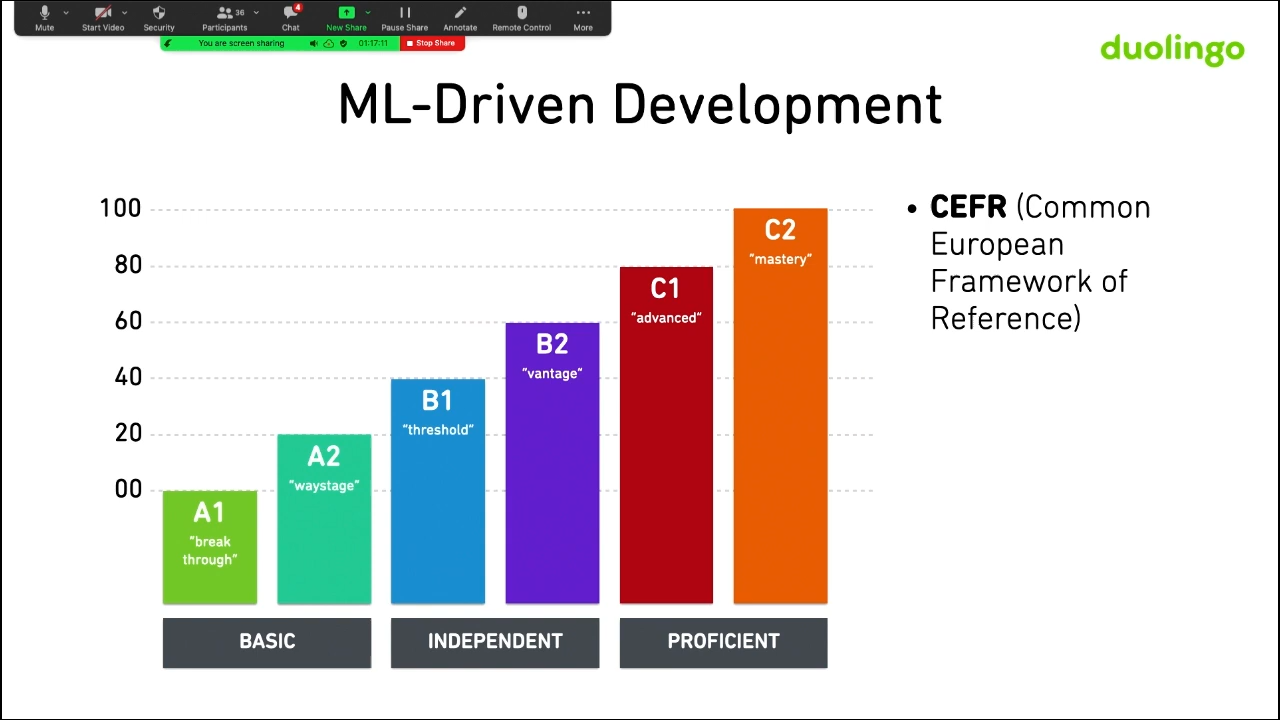 36
4
Mute
Start Video
Security
Participants
Chat
New Share
Pause Share
Annotate
Remote Control
More
You are screen sharing
01:17:11
Stop Share
duolingo
ML-Driven Development
100
80
60
40
20
00
A1
"break
through"
A2
"waystage"
B1
"threshold"
B2
"vantage"
C1
"advanced"
C2
"mastery"
BASIC
INDEPENDENT
PROFICIENT
• CEFR (Common
European
Framework of
Reference)